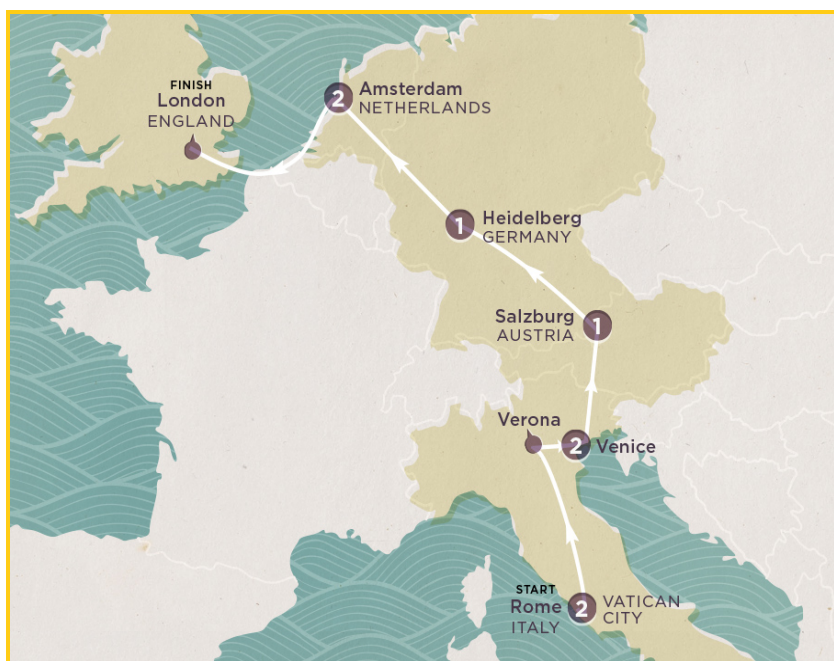 FINISH
London
ENGLAND
2
Amsterdam
NETHERLANDS
1
Heidelberg
GERMANY
Salzburg
AUSTRIA
1
Verona
2
Venice
START
Rome
ITALY
2
VATICAN
CITY